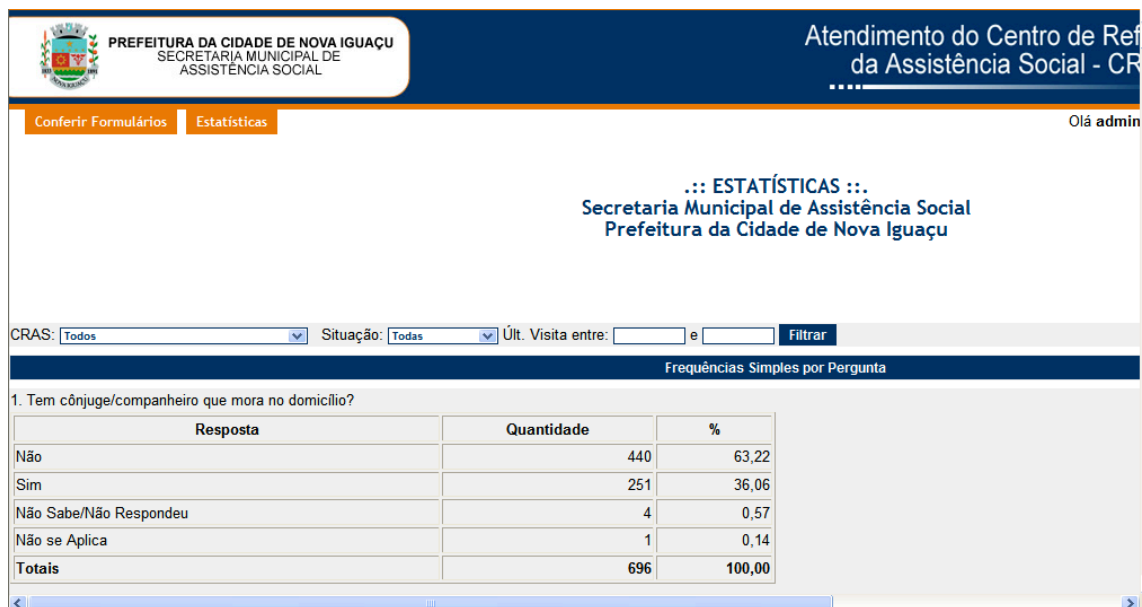 PREFEITURA DA CIDADE DE NOVA IGUAÇU
SECRETARIA MUNICIPAL DE
ASSISTÊNCIA SOCIAL
Atendimento do Centro de Ref
da Assistência Social - CR
Conferir Formulários Estatísticas Olá admin
.:: ESTATÍSTICAS ::.
Secretaria Municipal de Assistência Social
Prefeitura da Cidade de Nova Iguaçu
CRAS: Todos Situação: Todas Últ. Visita entre: e Filtrar
Frequências Simples por Pergunta
1. Tem cônjuge/companheiro que mora no domicílio?
Resposta Quantidade %
Não 440 63,22
Sim 251 36,06
Não Sabe/Não Respondeu 4 0,57
Não se Aplica 1 0,14
Totais 696 100,00